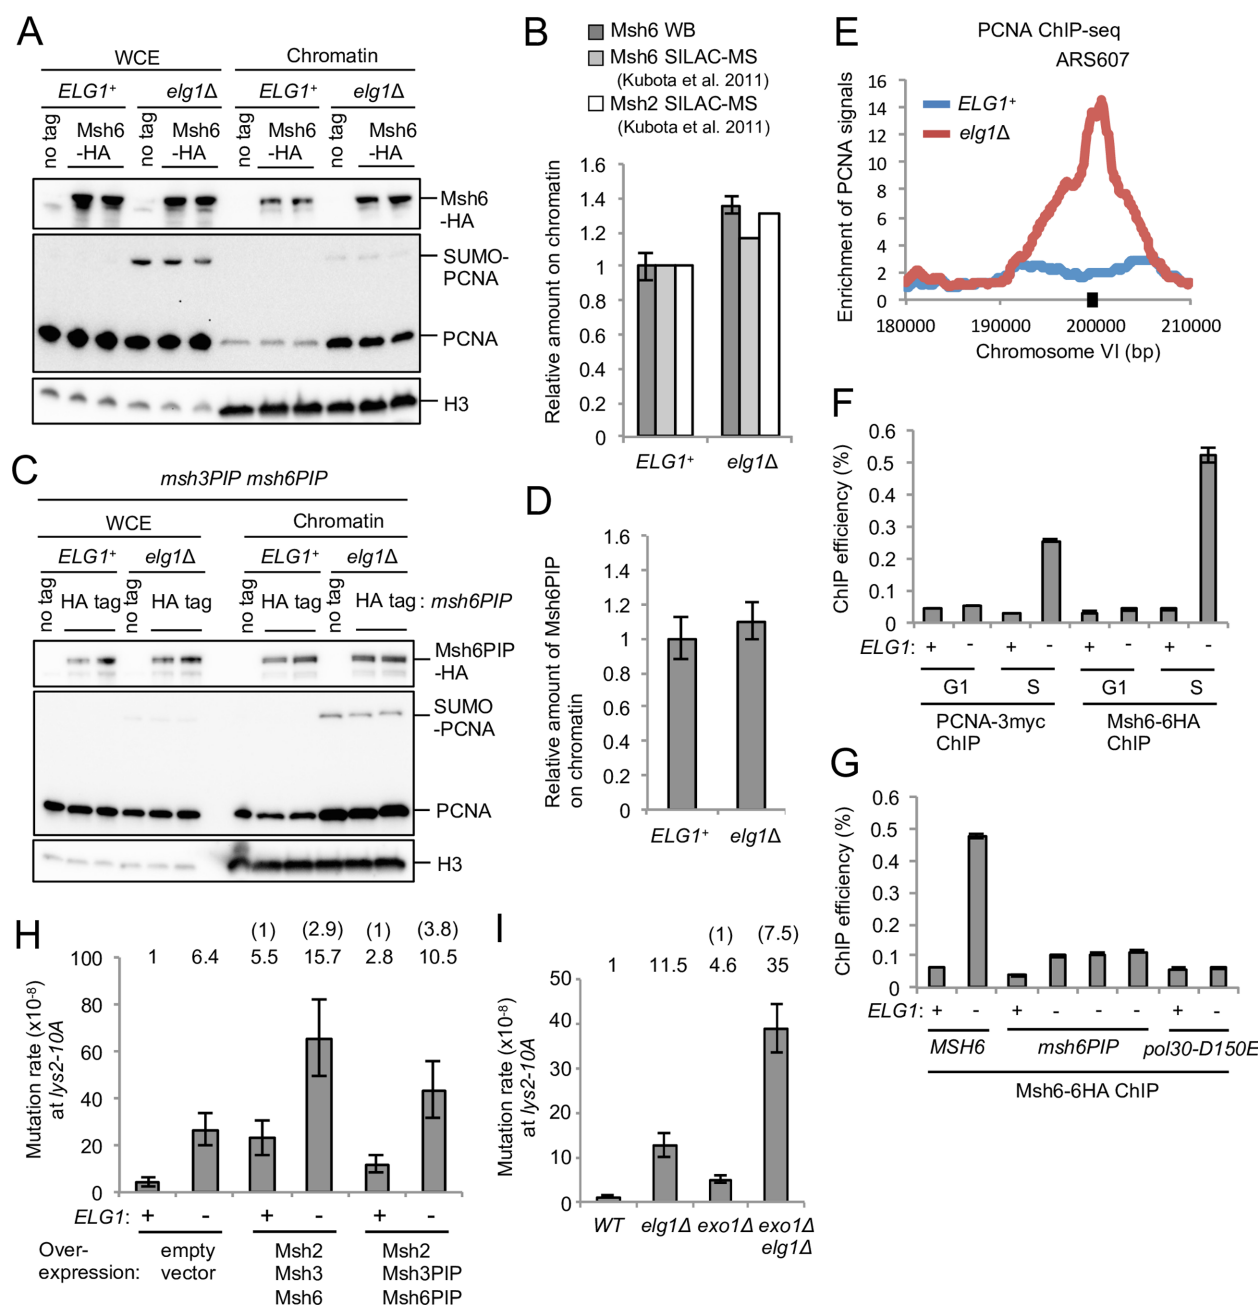 A
WCE
Chromatin
ELG1+
elg1Δ
ELG1+
elg1Δ
no tag
Msh6
-HA
no tag
Msh6
-HA
no tag
Msh6
-HA
no tag
Msh6
-HA
Msh6
-HA
SUMO-
PCNA
PCNA
H3
B
Msh6 WB
Msh6 SILAC-MS
(Kubota et al. 2011)
Msh2 SILAC-MS
(Kubota et al. 2011)
Relative amount on chromatin
1.6
1.4
1.2
1
0.8
0.6
0.4
0.2
0
ELG1+
elg1Δ
C
msh3PIP msh6PIP
WCE
Chromatin
ELG1+
elg1Δ
ELG1+
elg1Δ
no tag
HA tag
no tag
HA tag
no tag
HA tag
no tag
HA tag : msh6PIP
Msh6PIP
-HA
SUMO
-PCNA
PCNA
H3
D
Relative amount of Msh6PIP
on chromatin
1.6
1.4
1.2
1
0.8
0.6
0.4
0.2
0
ELG1+
elg1Δ
E
PCNA ChIP-seq
ARS607
ELG1+
elg1Δ
Enrichment of PCNA signals
16
14
12
10
8
6
4
2
0
180000
190000
200000
210000
Chromosome VI (bp)
F
ChIP efficiency (%)
0.6
0.5
0.4
0.3
0.2
0.1
0
ELG1: + - + - + - + -
G1
S
G1
S
PCNA-3myc
ChIP
Msh6-6HA
ChIP
G
ChIP efficiency (%)
0.6
0.5
0.4
0.3
0.2
0.1
0
ELG1: + - + - - - + -
MSH6
msh6PIP
pol30-D150E
Msh6-6HA ChIP
H
(1) (2.9) (1) (3.8)
1 6.4 5.5 15.7 2.8 10.5
Mutation rate (x10-8)
at lys2-10A
100
80
60
40
20
0
ELG1: + - + - + -
Over-
expression:
empty
vector
Msh2
Msh3
Msh6
Msh2
Msh3PIP
Msh6PIP
I
(1) (7.5)
1 11.5 4.6 35
Mutation rate (x10-8)
at lys2-10A
50
40
30
20
10
0
WT
elg1Δ
exo1Δ
exo1Δ
elg1Δ